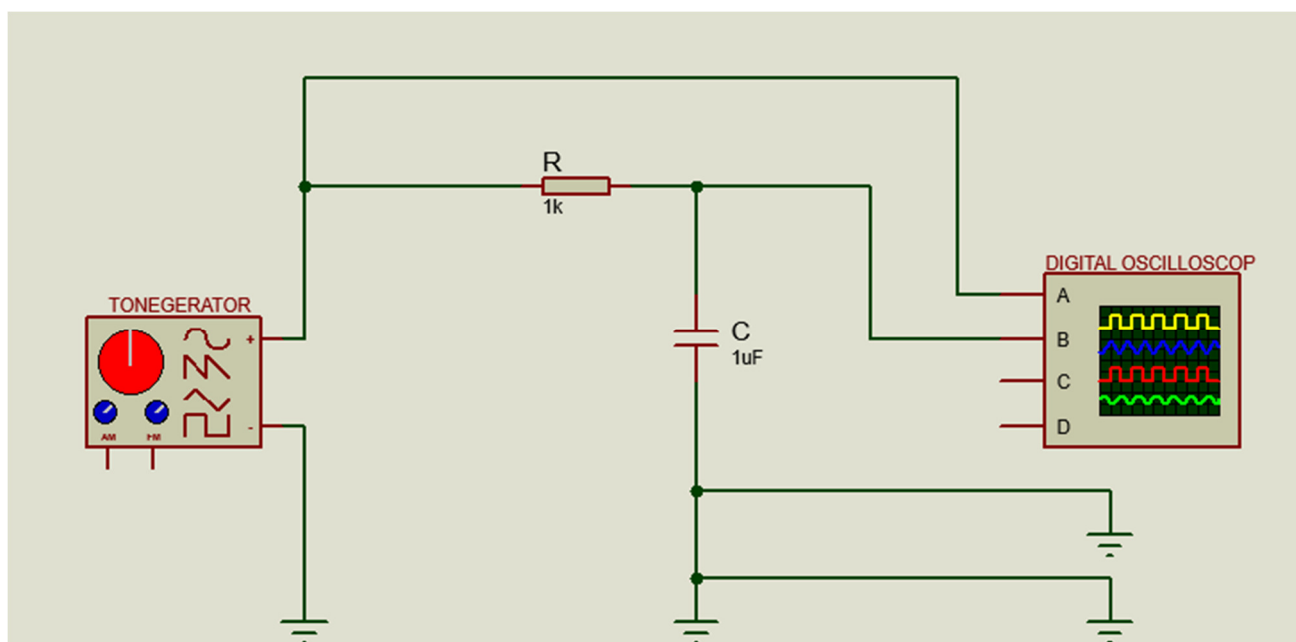 R
1k
DIGITAL OSCILLOSCOP
TONEGERATOR
A
+
C
B
1uF
C
AM
FM
-
D